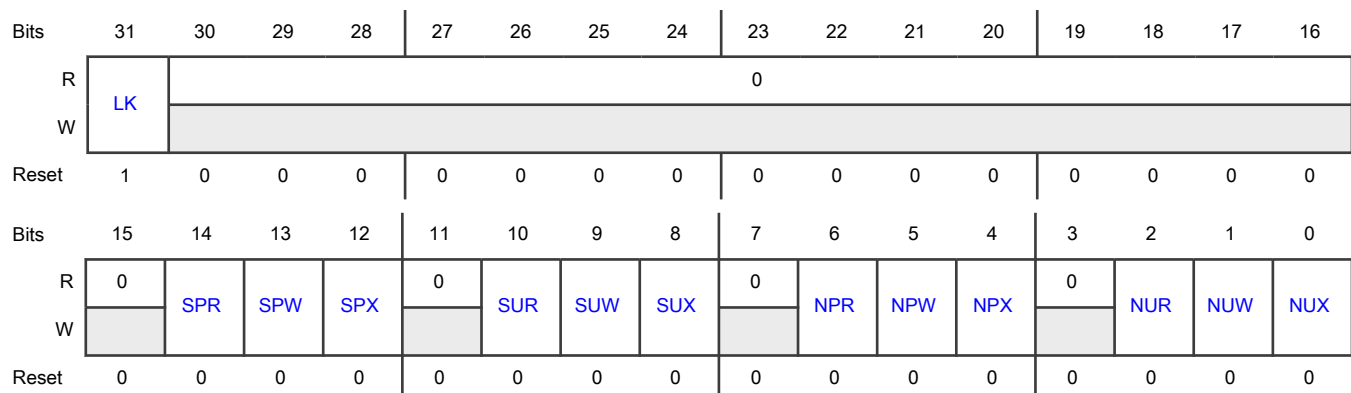 Bits 31 30 29 28 27 26 25 24 23 22 21 20 19 18 17 16
R LK 0
W
Reset 1 0 0 0 0 0 0 0 0 0 0 0 0 0 0 0
Bits 15 14 13 12 11 10 9 8 7 6 5 4 3 2 1 0
R 0 SPR SPW SPX 0 SUR SUW SUX 0 NPR NPW NPX 0 NUR NUW NUX
W
Reset 0 0 0 0 0 0 0 0 0 0 0 0 0 0 0 0